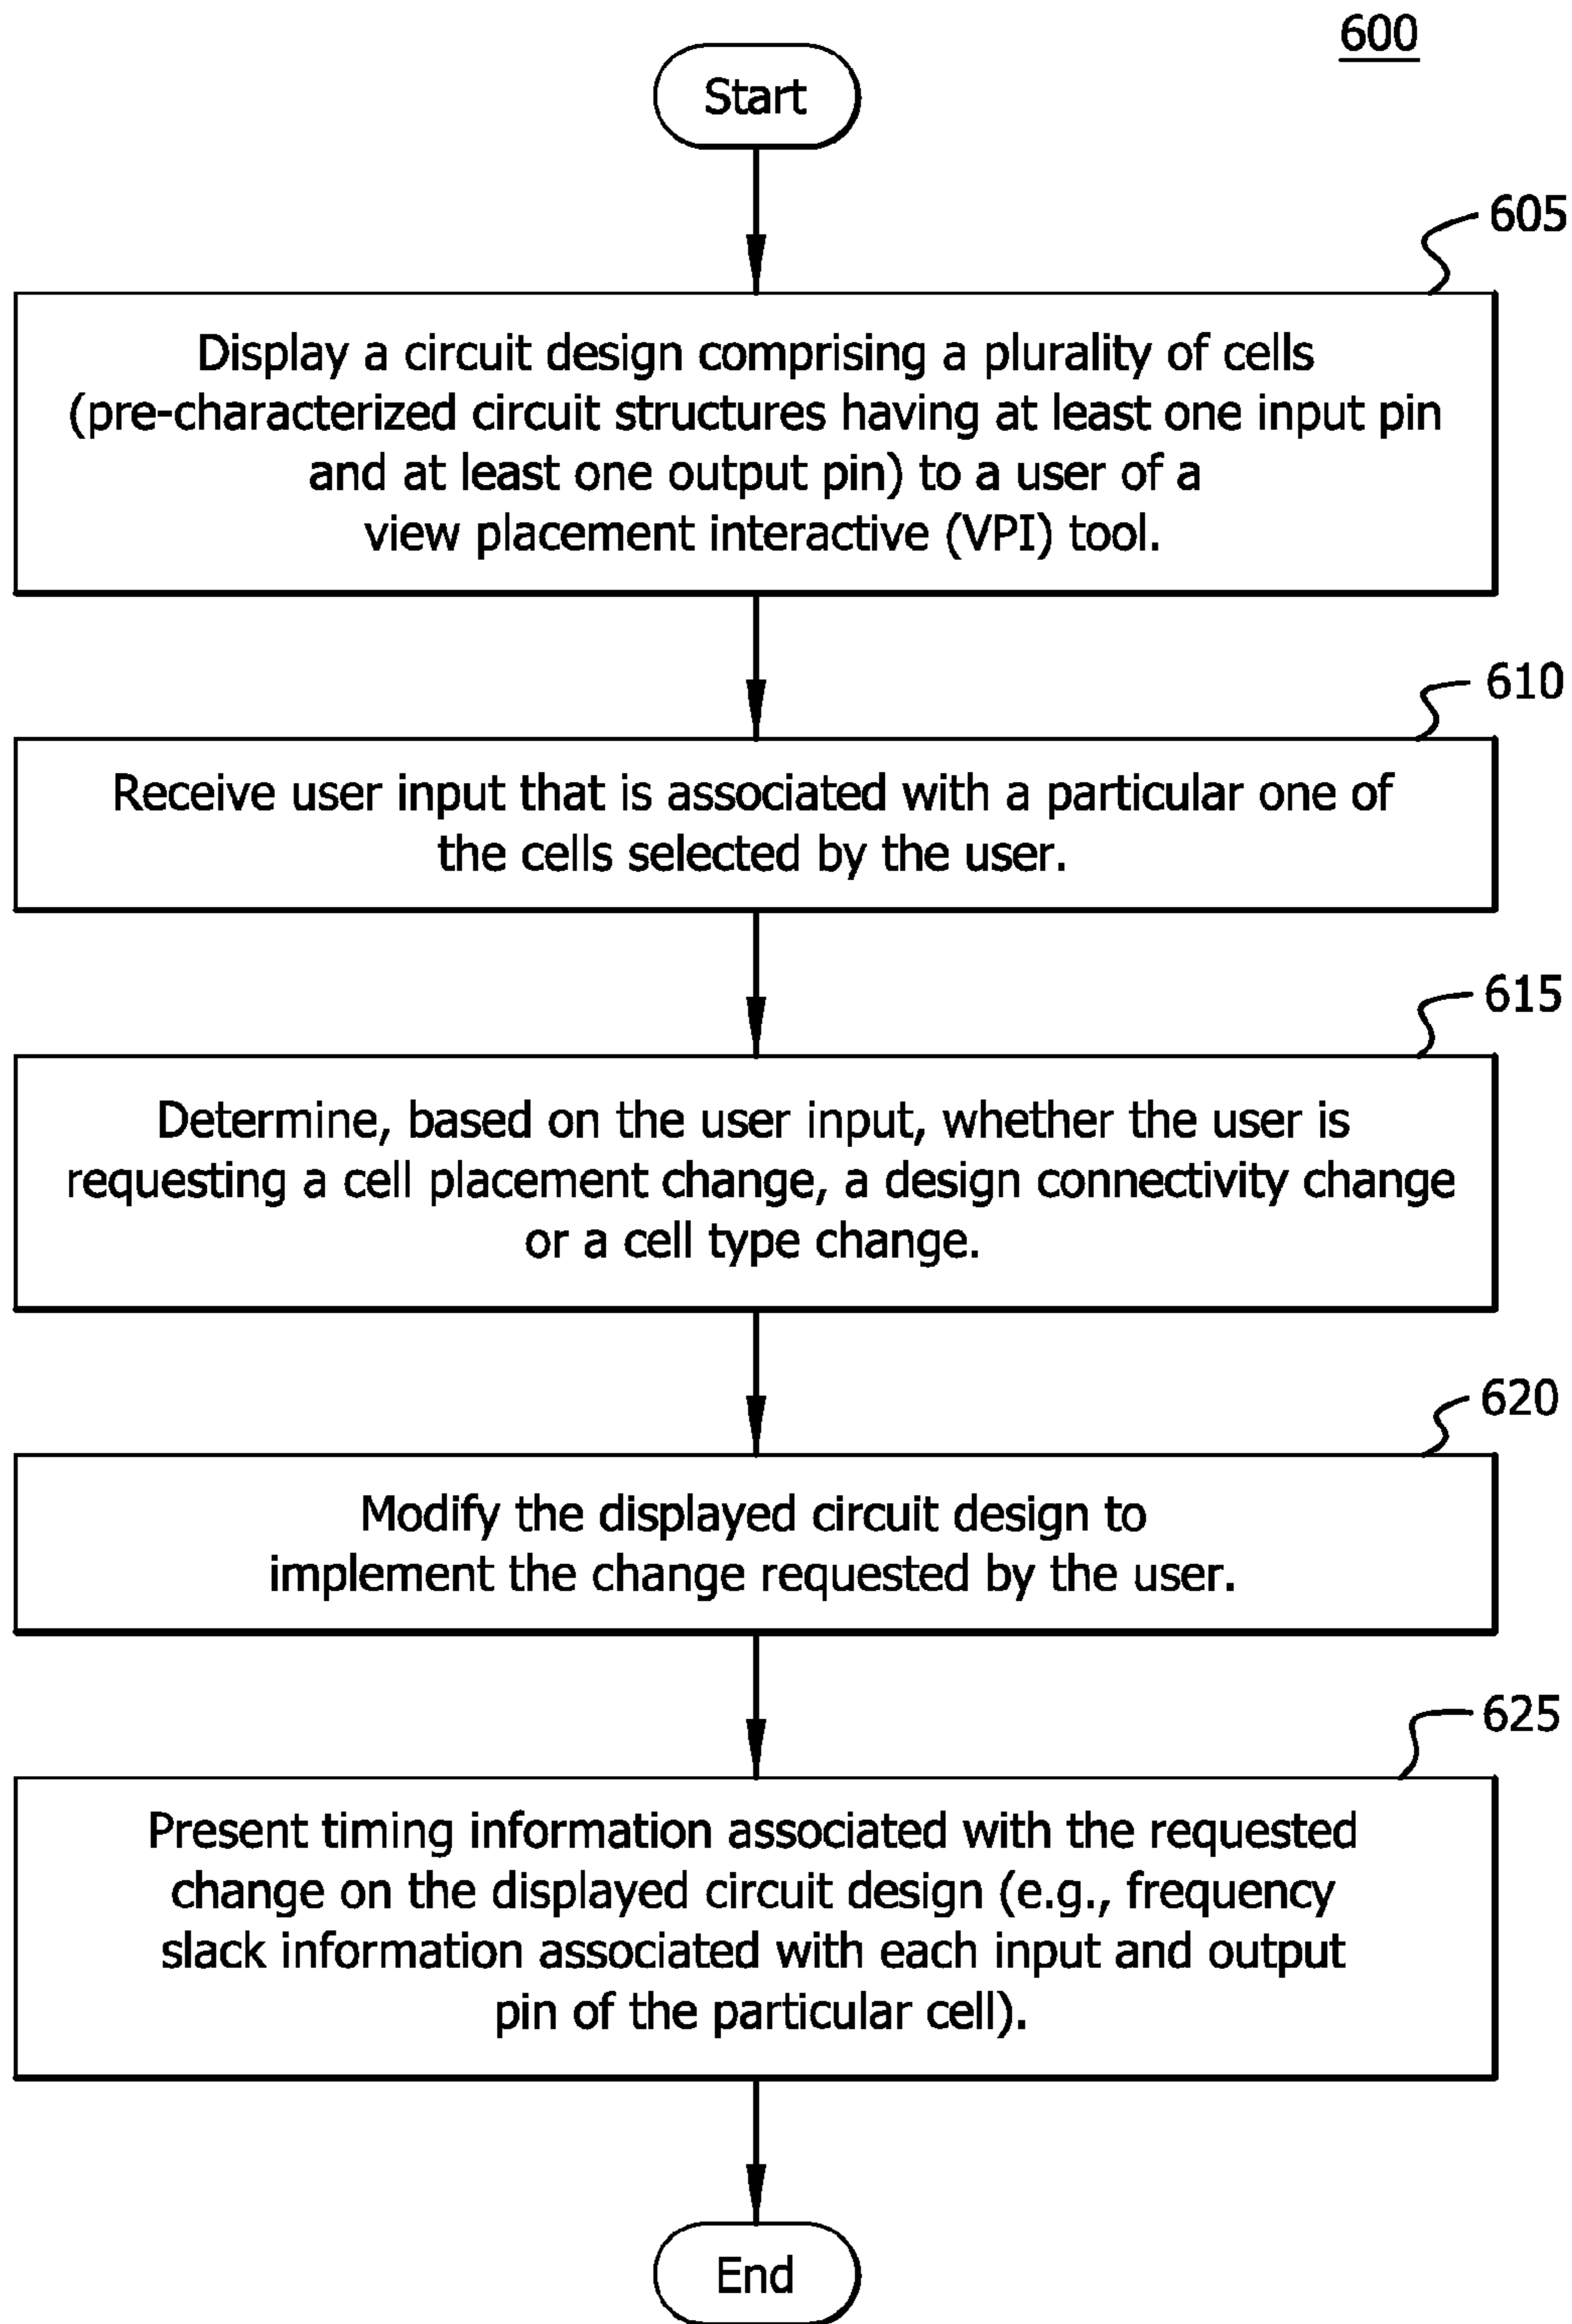 600
Start
605
Display a circuit design comprising a plurality of cells
(pre-characterized circuit structures having at least one input pin
and at least one output pin) to a user of a
view placement interactive (VPI) tool.
610
Receive user input that is associated with a particular one of
the cells selected by the user.
615
Determine, based on the user input, whether the user is
requesting a cell placement change, a design connectivity change
or a cell type change.
620
Modify the displayed circuit design to
implement the change requested by the user.
625
Present timing information associated with the requested
change on the displayed circuit design (e.g., frequency
slack information associated with each input and output
pin of the particular cell).
End